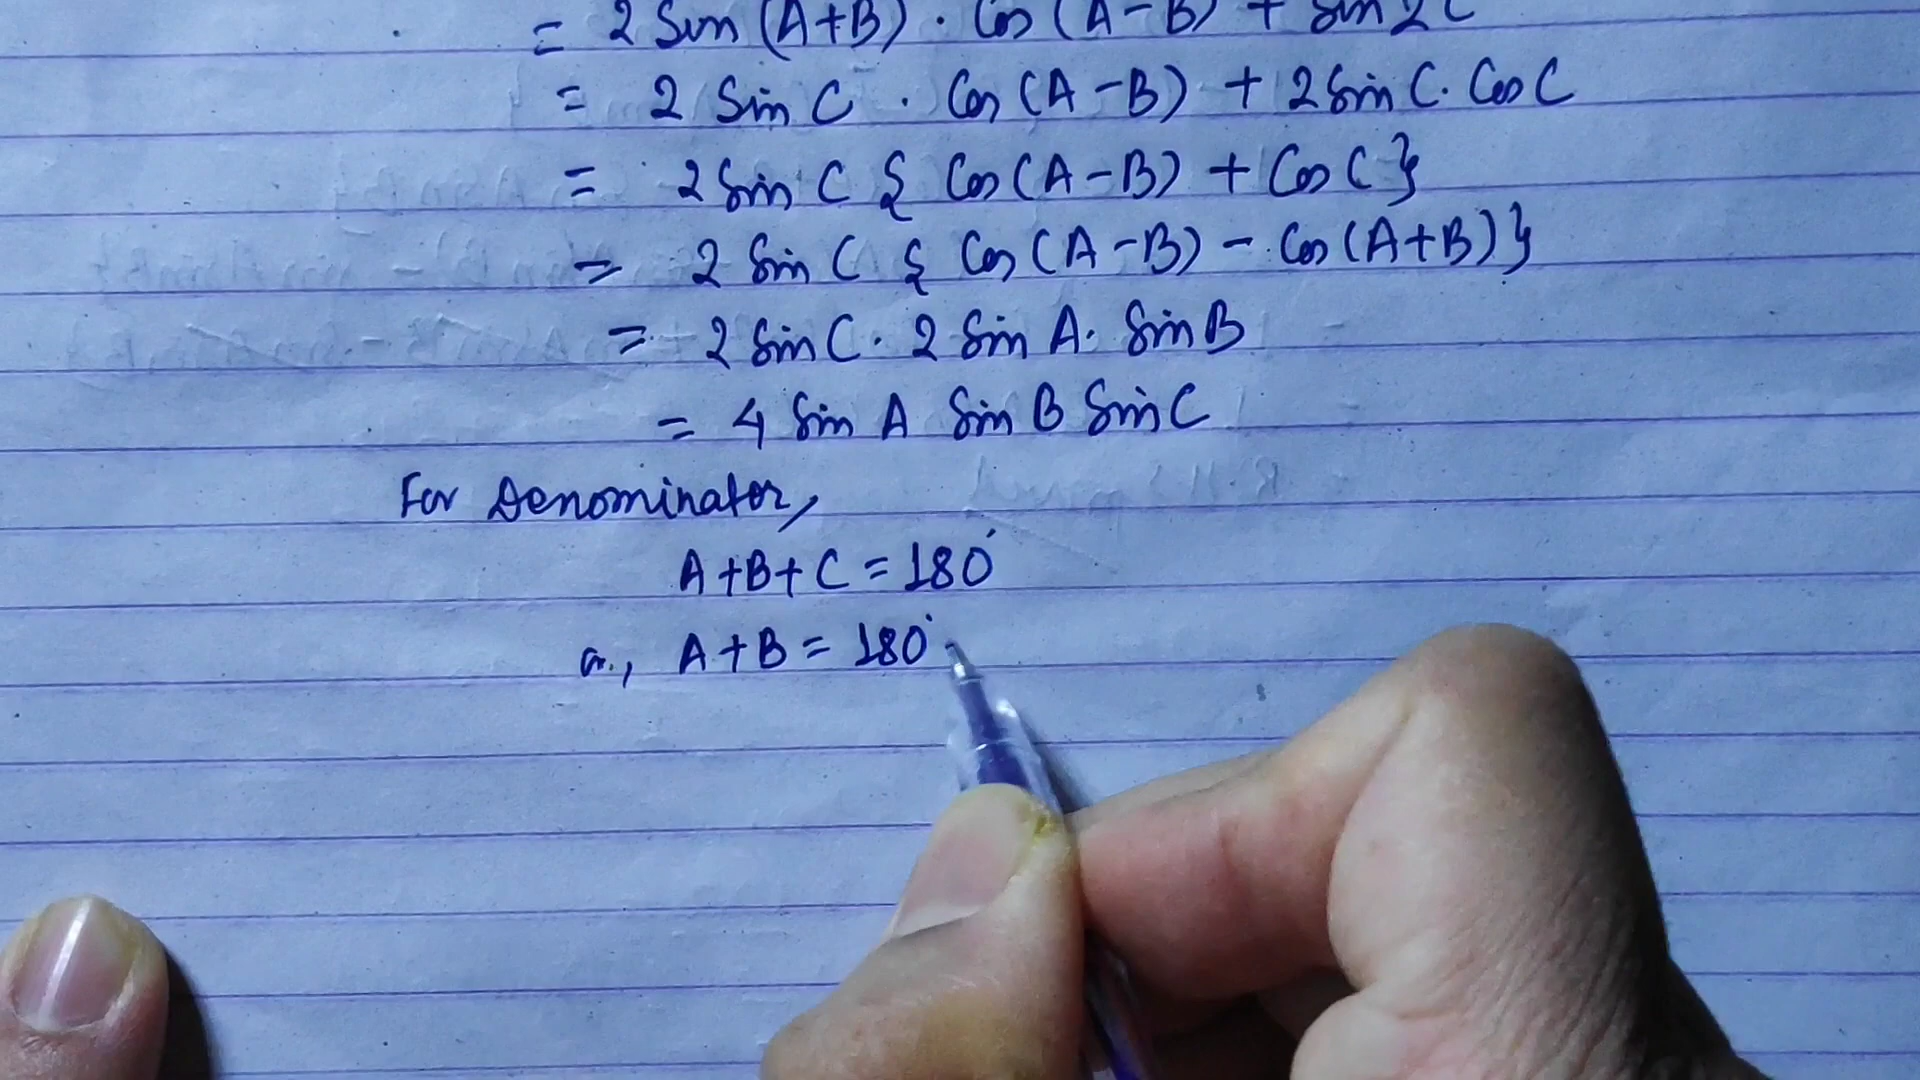 = 2 Sin (A+B) . Cos (A-B) + Sin 2C
= 2 Sin C . Cos (A-B) + 2 Sin C. Cos C
= 2 Sin C { Cos (A-B) + Cos C}
= 2 Sin C { Cos (A-B) - Cos (A+B)}
= 2 Sin C. 2 Sin A. Sin B
= 4 Sin A Sin B Sin C
For Denominator,
A+B+C = 180°
or, A+B = 180°